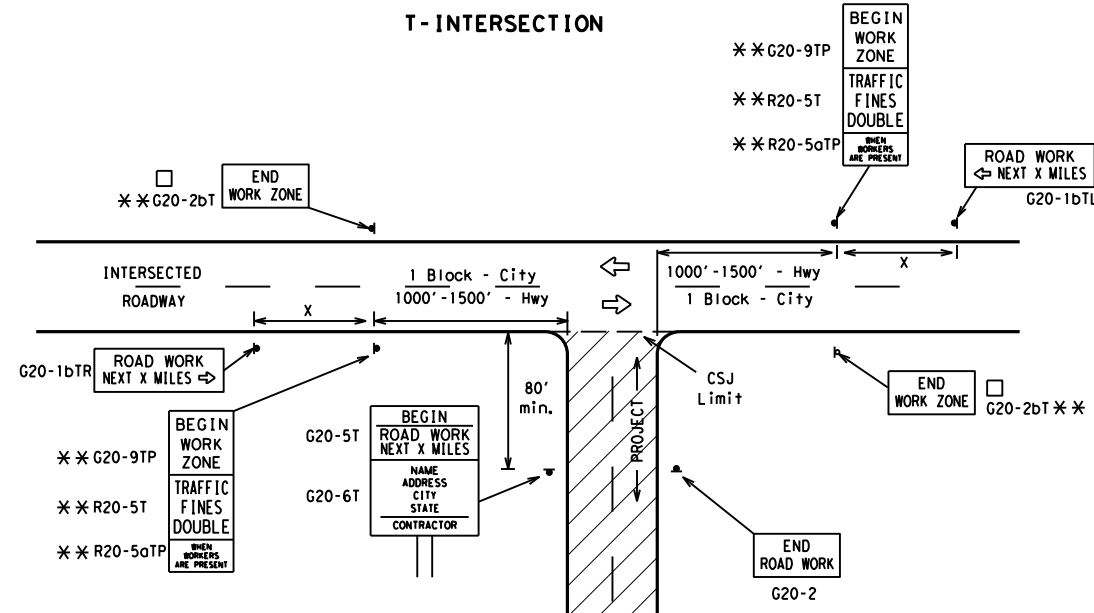 T-INTERSECTION
BEGIN
WORK
ZONE
TRAFFIC
FINES
DOUBLE
WHEN
WORKERS
ARE PRESENT
**G20-9TP
**R20-5T
**R20-5aTP
ROAD WORK
⇦ NEXT X MILES
G20-1bTL
□
**G20-2bT
END
WORK ZONE
INTERSECTED
ROADWAY
X
1 Block - City
1000'-1500' - Hwy
1000'-1500' - Hwy
1 Block - City
X
G20-1bTR
ROAD WORK
NEXT X MILES ⇨
80'
min.
CSJ
Limit
PROJECT
END
WORK ZONE
□
G20-2bT **
**G20-9TP
**R20-5T
**R20-5aTP
BEGIN
WORK
ZONE
TRAFFIC
FINES
DOUBLE
WHEN
WORKERS
ARE PRESENT
G20-5T
G20-6T
BEGIN
ROAD WORK
NEXT X MILES
NAME
ADDRESS
CITY
STATE
CONTRACTOR
END
ROAD WORK
G20-2